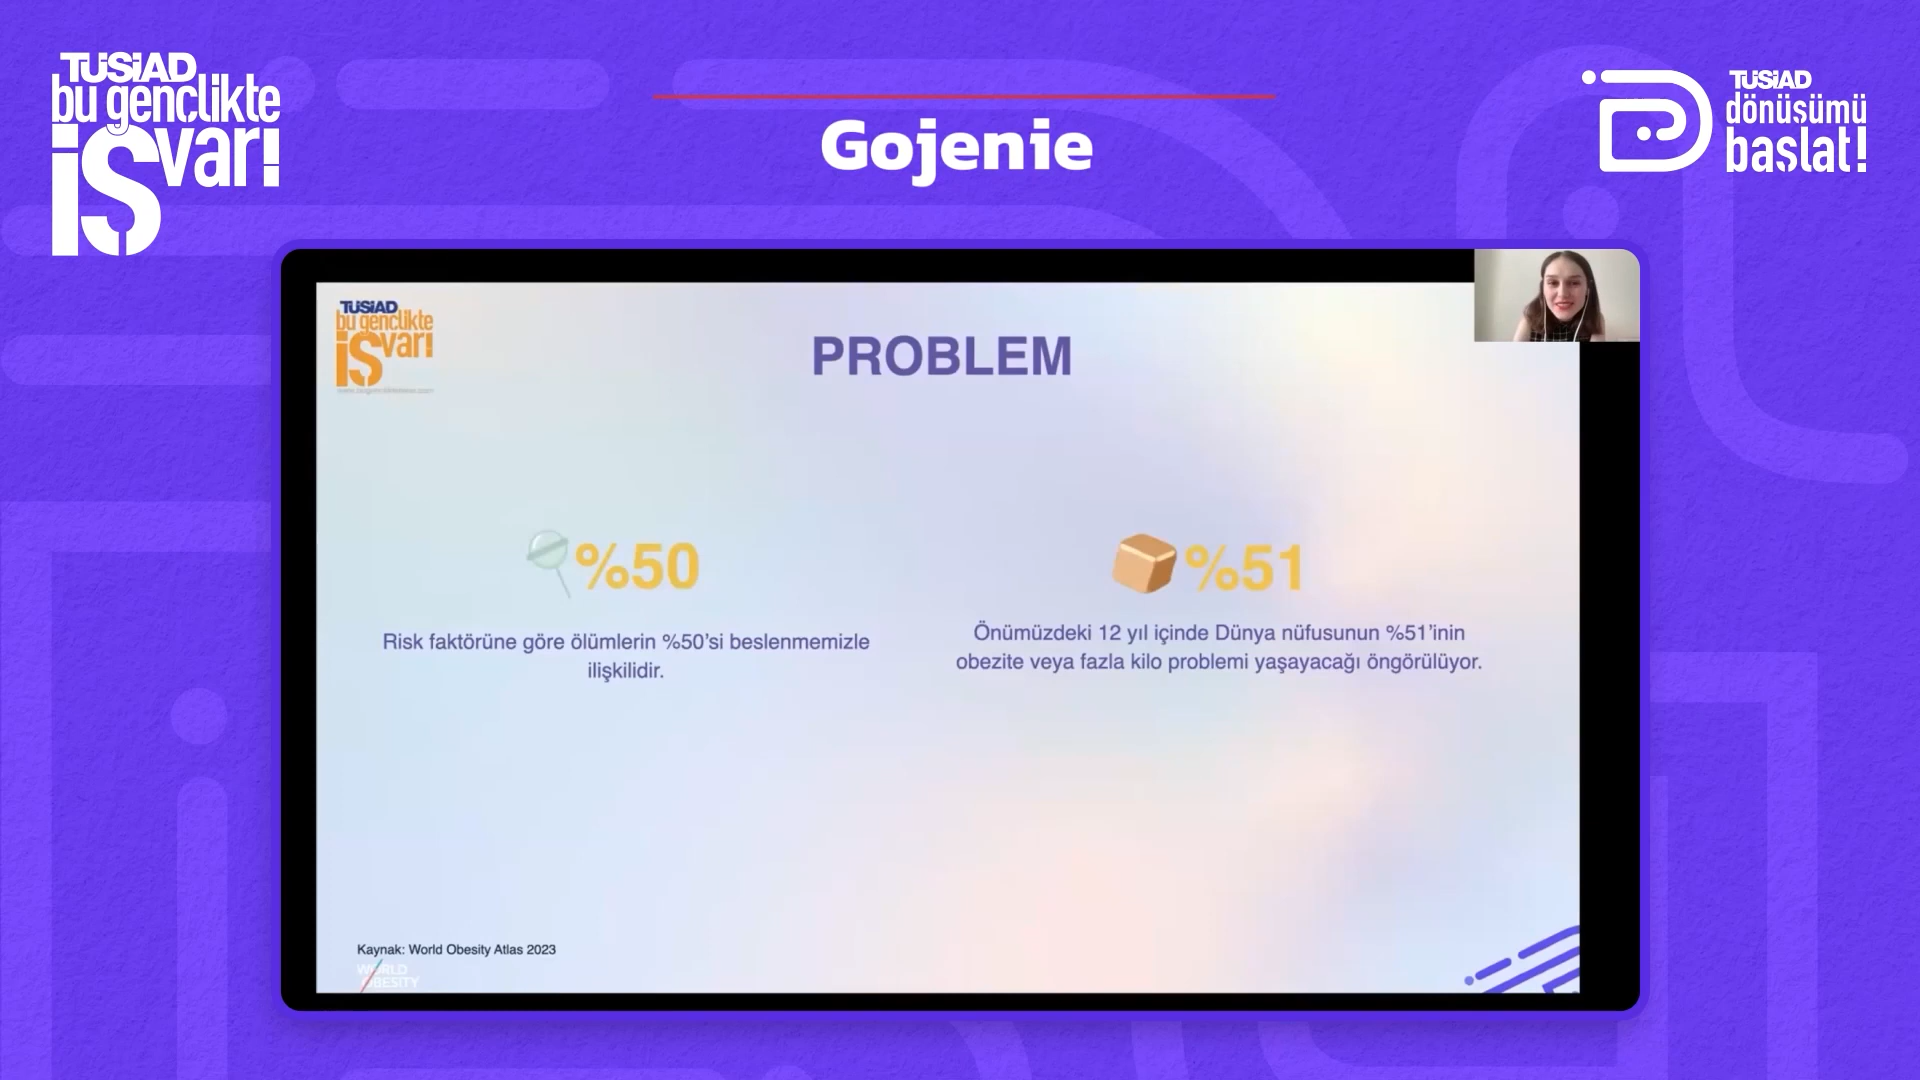 TÜSİAD
bu gençlikte
iş var!
Gojenie
TÜSİAD
dönüşümü
başlat!
TÜSİAD
bu gençlikte
iş var!
PROBLEM
%50
Risk faktörüne göre ölümlerin %50’si beslenmemizle
ilişkilidir.
%51
Önümüzdeki 12 yıl içinde Dünya nüfusunun %51’inin
obezite veya fazla kilo problemi yaşayacağı öngörülüyor.
Kaynak: World Obesity Atlas 2023
WORLD
OBESITY